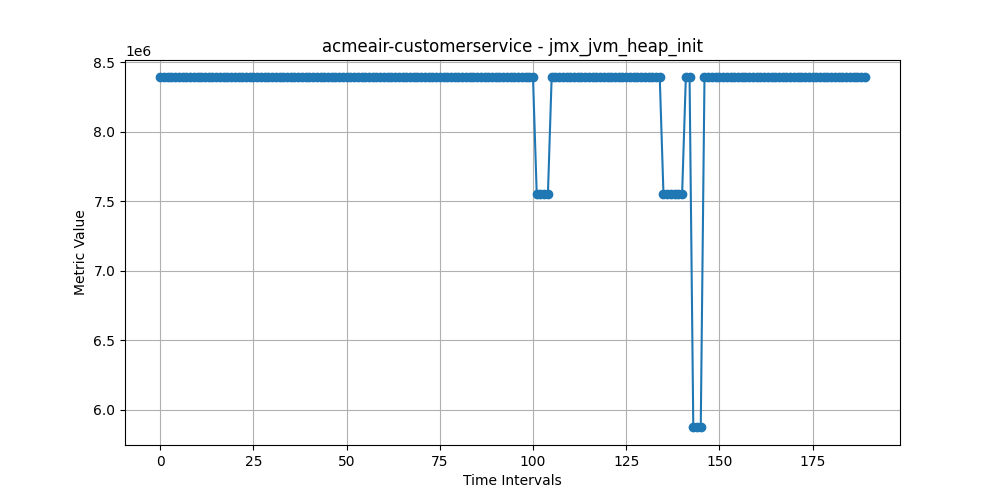 acmeair-customerservice - jmx_jvm_heap_init
1e6
8.5
8.0
7.5
7.0
6.5
6.0
Metric Value
0 25 50 75 100 125 150 175
Time Intervals